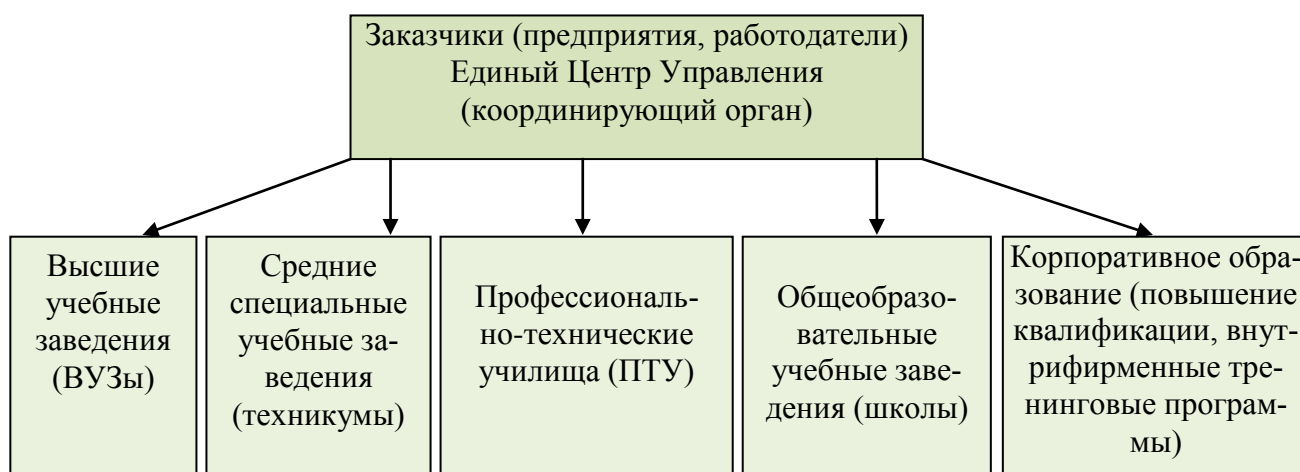 Заказчики (предприятия, работодатели)
Единый Центр Управления
(координирующий орган)
Высшие
учебные
заведения
(ВУЗы)
Средние
специальные
учебные за-
ведения
(техникумы)
Профессиональ-
но-технические
училища (ПТУ)
Общеобразо-
вательные
учебные заве-
дения (школы)
Корпоративное обра-
зование (повышение
квалификации, внут-
рифирменные тре-
нинговые програм-
мы)